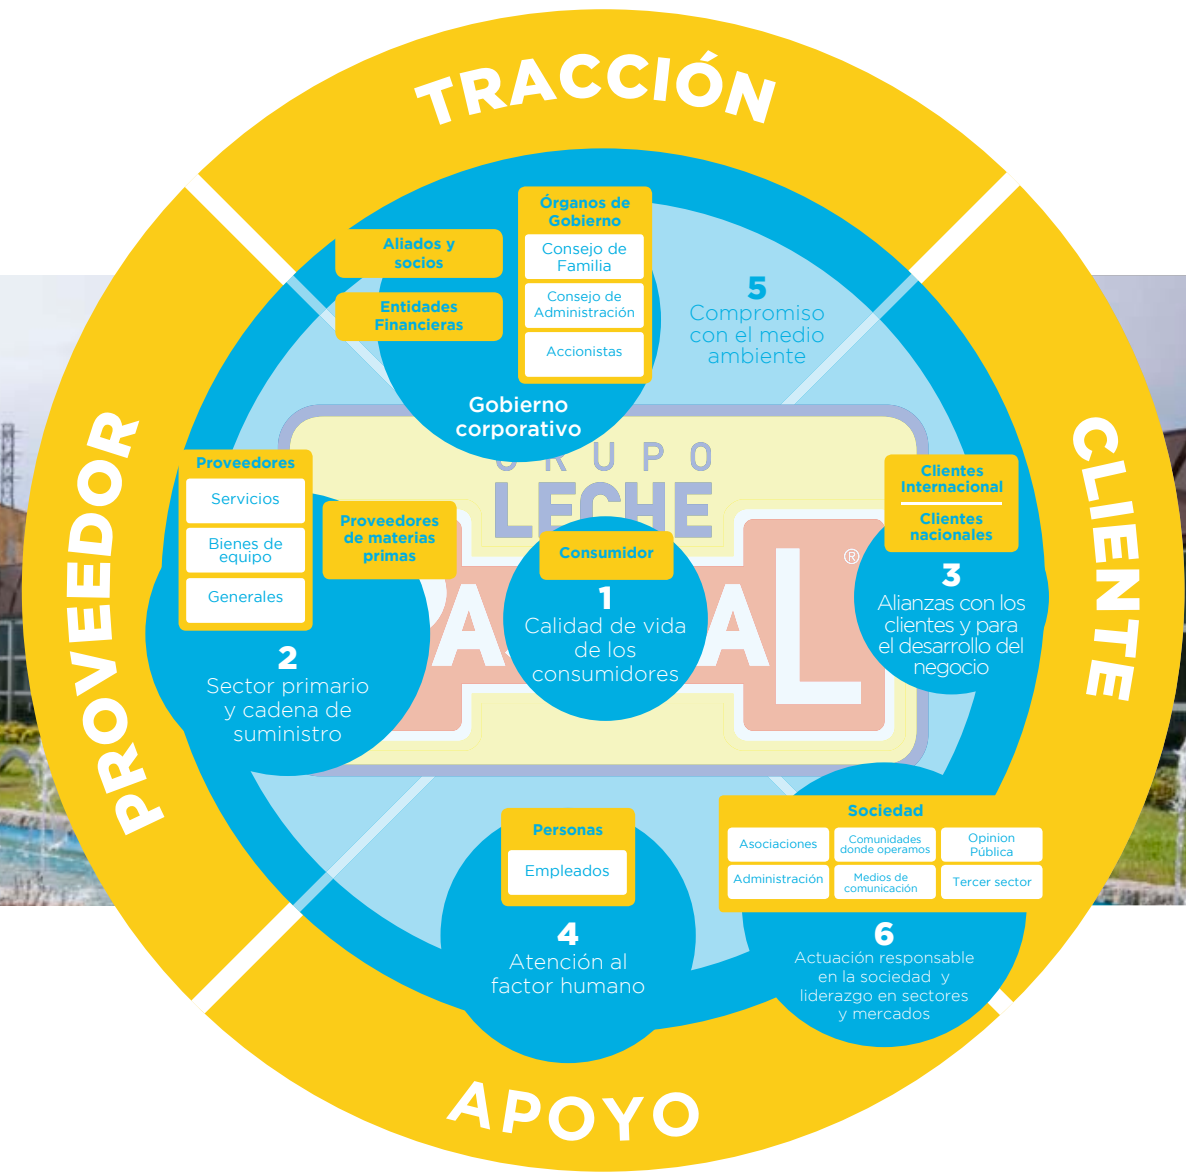 TRACCIÓN
Órganos de
Gobierno
Consejo de
Familia
Consejo de
Administración
Accionistas
Aliados y
socios
Entidades
Financieras
Gobierno
corporativo
5
Compromiso
con el medio
ambiente
PROVEEDOR
CLIENTE
GRUPO
LECHE
Proveedores
Servicios
Bienes de
equipo
Generales
Proveedores
de materias
primas
2
Sector primario
y cadena de
suministro
Consumidor
1
Calidad de vida
de los
consumidores
®
Clientes
Internacional
Clientes
nacionales
3
Alianzas con los
clientes y para
el desarrollo del
negocio
Personas
Empleados
4
Atención al
factor humano
Sociedad
Asociaciones
Comunidades
donde operamos
Opinion
Pública
Administración
Medios de
comunicación
Tercer sector
6
Actuación responsable
en la sociedad y
liderazgo en sectores
y mercados
APOYO